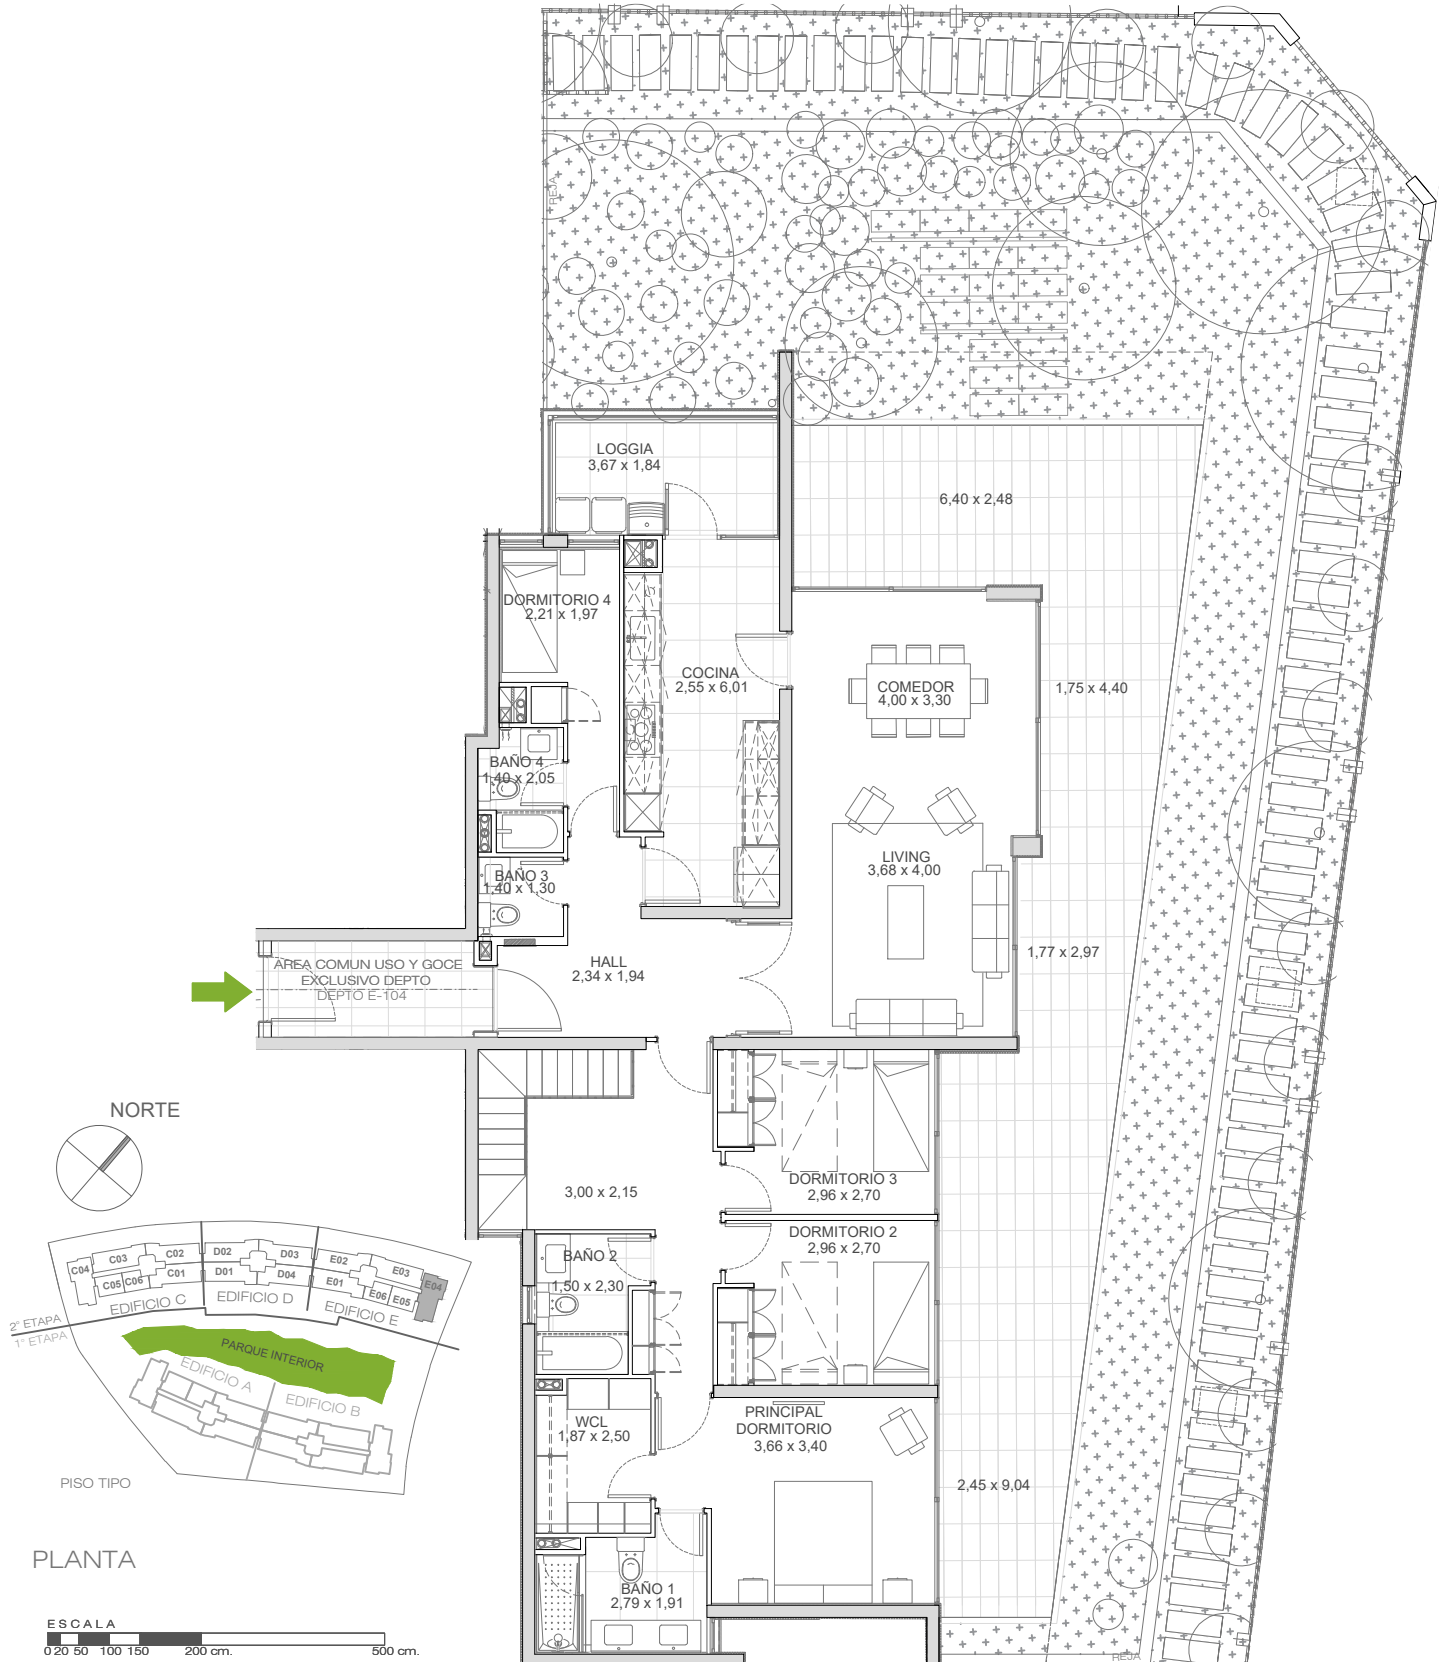 REJA
LOGGIA
3,67 x 1,84
6,40 x 2,48
DORMITORIO 4
2,21 x 1,97
COCINA
2,55 x 6,01
COMEDOR
4,00 x 3,30
1,75 x 4,40
BAÑO 4
1,40 x 2,05
LIVING
3,68 x 4,00
BAÑO 3
1,40 x 1,30
1,77 x 2,97
HALL
2,34 x 1,94
AREA COMUN USO Y GOCE
EXCLUSIVO DEPTO
DEPTO E-104
NORTE
3,00 x 2,15
DORMITORIO 3
2,96 x 2,70
DORMITORIO 2
2,96 x 2,70
BAÑO 2
1,50 x 2,30
C04
C03
C02
C05
C06
C01
D02
D03
D01
D04
E02
E03
E04
E01
E06
E05
EDIFICIO C
EDIFICIO D
EDIFICIO E
2° ETAPA
1° ETAPA
PARQUE INTERIOR
EDIFICIO A
EDIFICIO B
PISO TIPO
WCL
1,87 x 2,50
PRINCIPAL
DORMITORIO
3,66 x 3,40
2,45 x 9,04
BAÑO 1
2,79 x 1,91
PLANTA
ESCALA
0 20 50 100 150 200 cm. 500 cm.
REJA